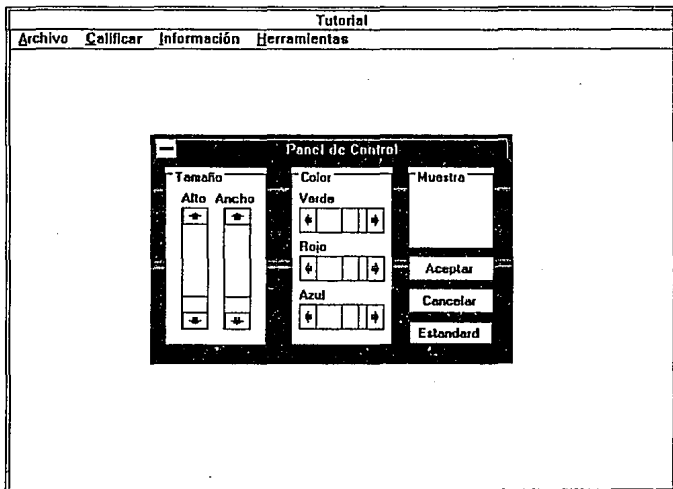 Tutorial
Archivo Calificar Información Herramientas
Panel de Control
Tamaño
Alto Ancho
Color
Verde
Rojo
Azul
Muestra
Aceptar
Cancelar
Estandard